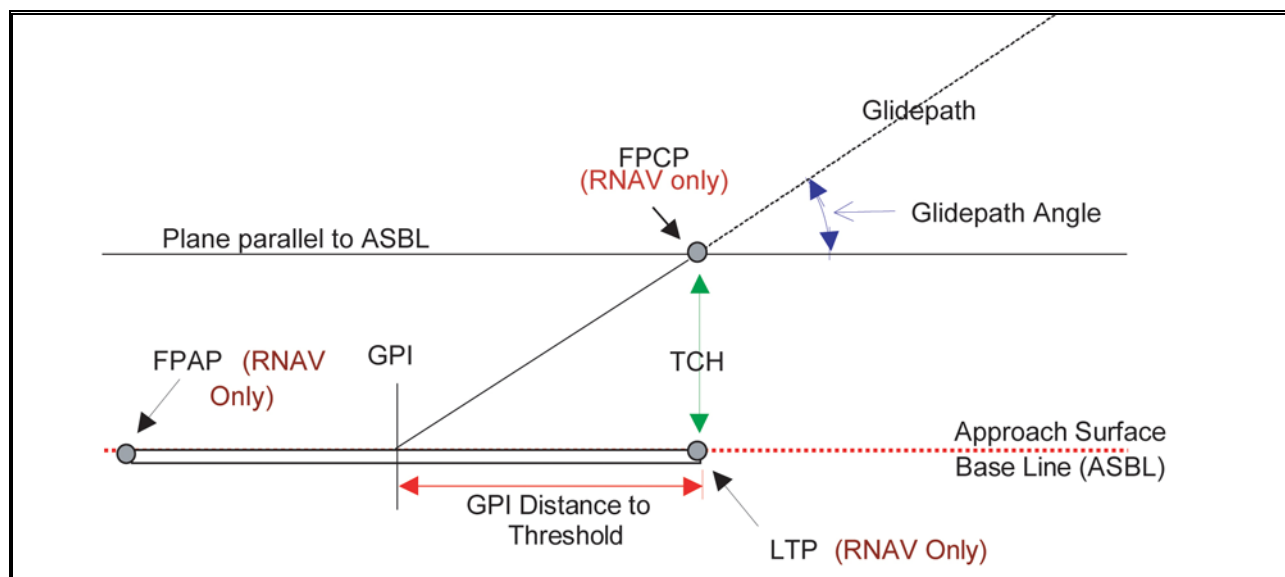 Glidepath
FPCP
(RNAV only)
Glidepath Angle
Plane parallel to ASBL
FPAP (RNAV
Only)
GPI
TCH
Approach Surface
Base Line (ASBL)
GPI Distance to
Threshold
LTP (RNAV Only)